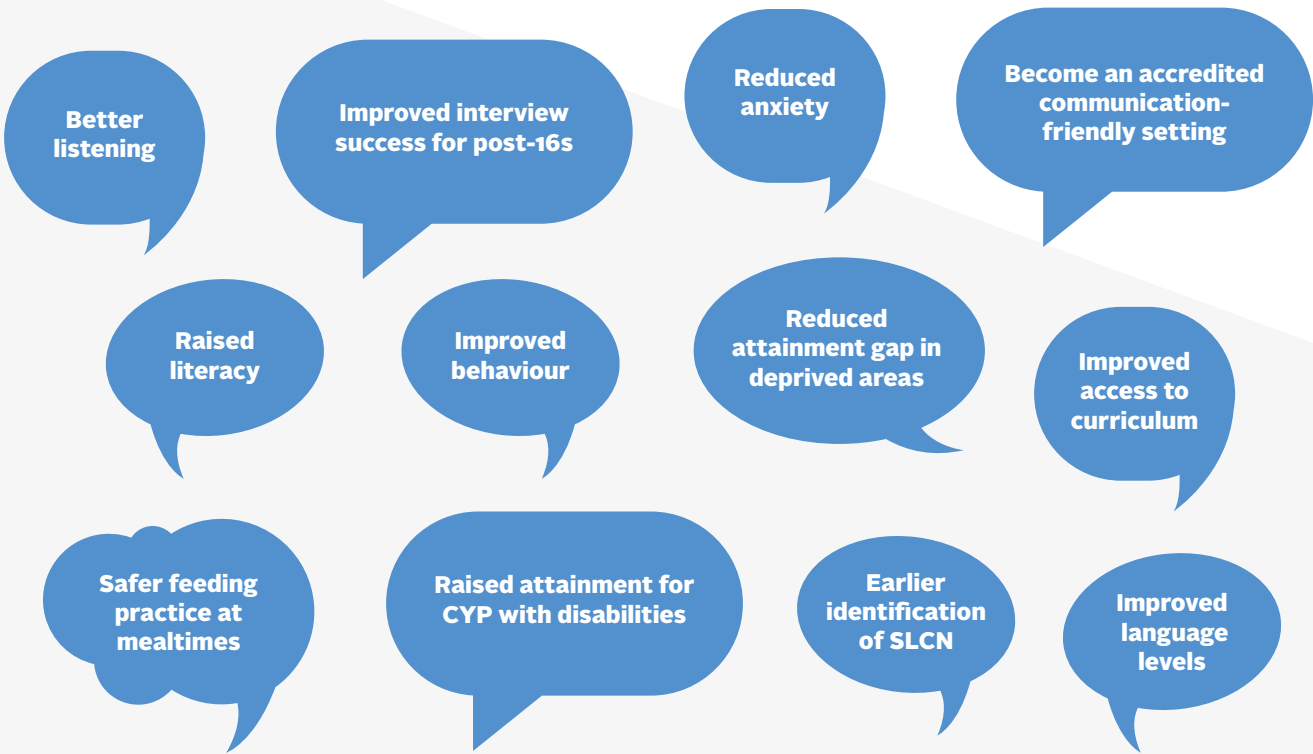 Better
listening
Improved interview
success for post-16s
Reduced
anxiety
Become an accredited
communication-
friendly setting
Raised
literacy
Improved
behaviour
Reduced
attainment gap in
deprived areas
Improved
access to
curriculum
Safer feeding
practice at
mealtimes
Raised attainment for
CYP with disabilities
Earlier
identification
of SLCN
Improved
language
levels